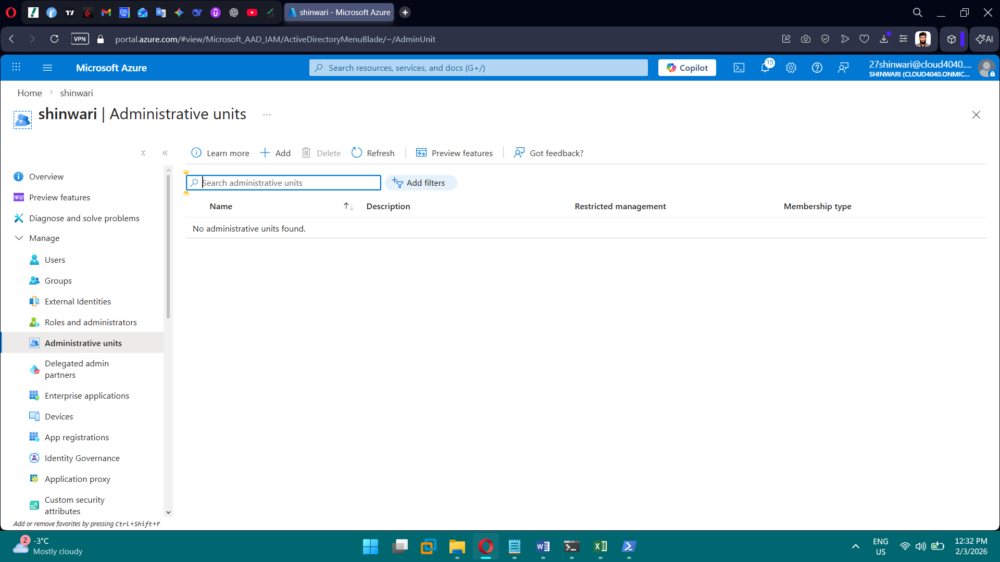 shinwari - Microsoft Azure
VPN
portal.azure.com/#view/Microsoft_AAD_IAM/ActiveDirectoryMenuBlade/~/AdminUnit
AI
Microsoft Azure
Search resources, services, and docs (G+/)
Copilot
15
27shinwari@cloud4040....
SHINWARI (CLOUD4040.ONMIC...
Home
shinwari
shinwari | Administrative units
...
Learn more
Add
Delete
Refresh
Preview features
Got feedback?
Overview
Preview features
Diagnose and solve problems
Manage
Users
Groups
External Identities
Roles and administrators
Administrative units
Delegated admin
partners
Enterprise applications
Devices
App registrations
Identity Governance
Application proxy
Custom security
attributes
Add or remove favorites by pressing Ctrl+Shift+F
Search administrative units
Add filters
Name
Description
Restricted management
Membership type
No administrative units found.
2
-3°C
Mostly cloudy
ENG
US
12:32 PM
2/3/2026